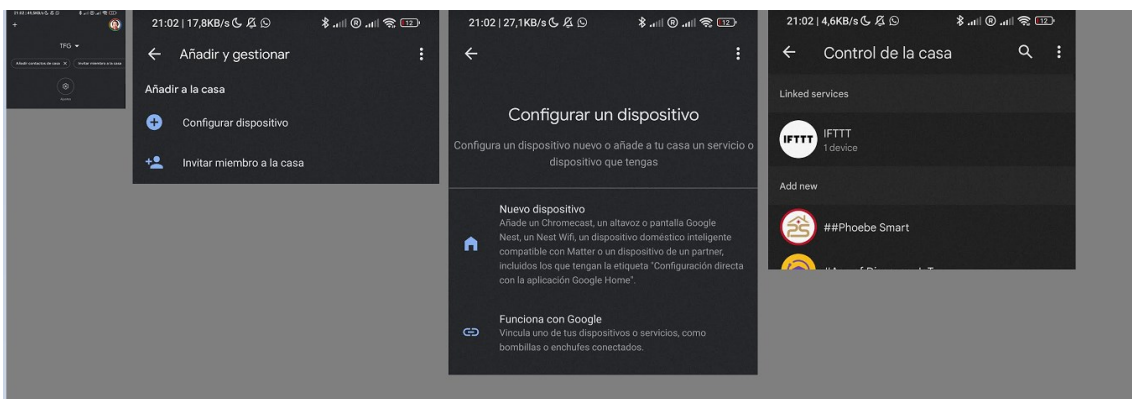 21:02 | 17,8KB/s
12
21:02 | 27,1KB/s
12
21:02 | 4,6KB/s
12
+
TFG
Añadir contactos de casa X
Invitar miembro a la casa
Ajustes
Añadir y gestionar
Añadir a la casa
Configurar dispositivo
Invitar miembro a la casa
Configurar un dispositivo
Configura un dispositivo nuevo o añade a tu casa un servicio o
dispositivo que tengas
Nuevo dispositivo
Añade un Chromecast, un altavoz o pantalla Google
Nest, un Nest Wifi, un dispositivo doméstico inteligente
compatible con Matter o un dispositivo de un partner,
incluidos los que tengan la etiqueta "Configuración directa
con la aplicación Google Home".
Funciona con Google
Vincula uno de tus dispositivos o servicios, como
bombillas o enchufes conectados.
Control de la casa
Linked services
IFTTT
IFTTT
1 device
Add new
##Phoebe Smart